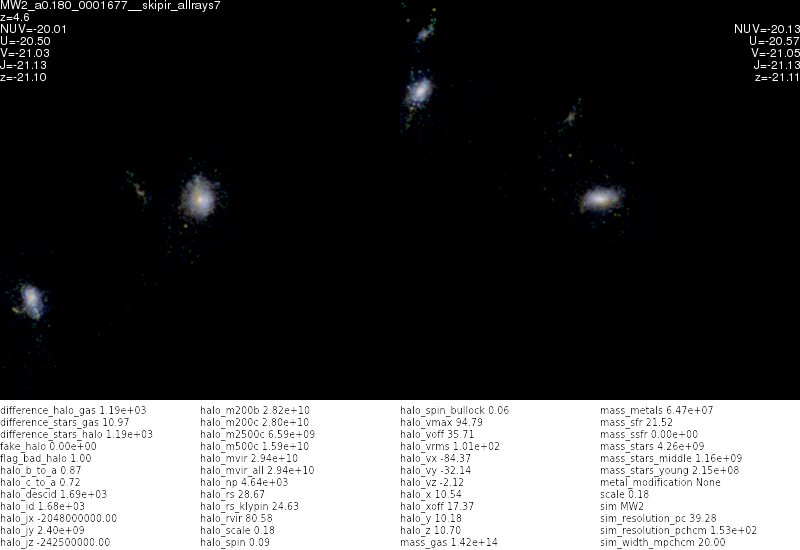 MW2_a0.180_0001677__skipir_allrays7
z=4.6
NUV=-20.01
U=-20.50
V=-21.03
J=-21.13
z=-21.10
NUV=-20.13
U=-20.57
V=-21.05
J=-21.13
z=-21.11
difference_halo_gas 1.19e+03
difference_stars_gas 10.97
difference_stars_halo 1.19e+03
fake_halo 0.00e+00
flag_bad_halo 1.00
halo_b_to_a 0.87
halo_c_to_a 0.72
halo_descid 1.69e+03
halo_id 1.68e+03
halo_jx -2048000000.00
halo_jy 2.40e+09
halo_jz -242500000.00
halo_m200b 2.82e+10
halo_m200c 2.80e+10
halo_m2500c 6.59e+09
halo_m500c 1.59e+10
halo_mvir 2.94e+10
halo_mvir_all 2.94e+10
halo_np 4.64e+03
halo_rs 28.67
halo_rs_klypin 24.63
halo_rvir 80.58
halo_scale 0.18
halo_spin 0.09
halo_spin_bullock 0.06
halo_vmax 94.79
halo_voff 35.71
halo_vrms 1.01e+02
halo_vx -84.37
halo_vy -32.14
halo_vz -2.12
halo_x 10.54
halo_xoff 17.37
halo_y 10.18
halo_z 10.70
mass_gas 1.42e+14
mass_metals 6.47e+07
mass_sfr 21.52
mass_ssfr 0.00e+00
mass_stars 4.26e+09
mass_stars_middle 1.16e+09
mass_stars_young 2.15e+08
metal_modification None
scale 0.18
sim MW2
sim_resolution_pc 39.28
sim_resolution_pchcm 1.53e+02
sim_width_mpchcm 20.00